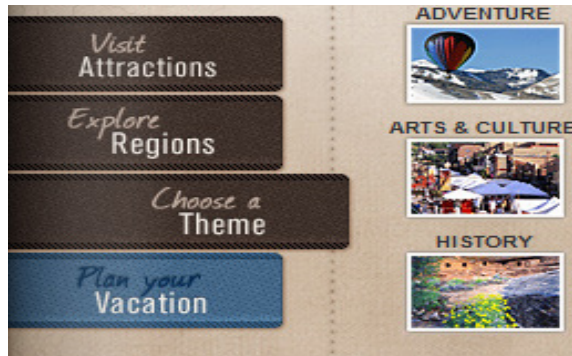 Visit
Attractions
Explore
Regions
Choose a
Theme
Plan your
Vacation
ADVENTURE
ARTS & CULTURE
HISTORY